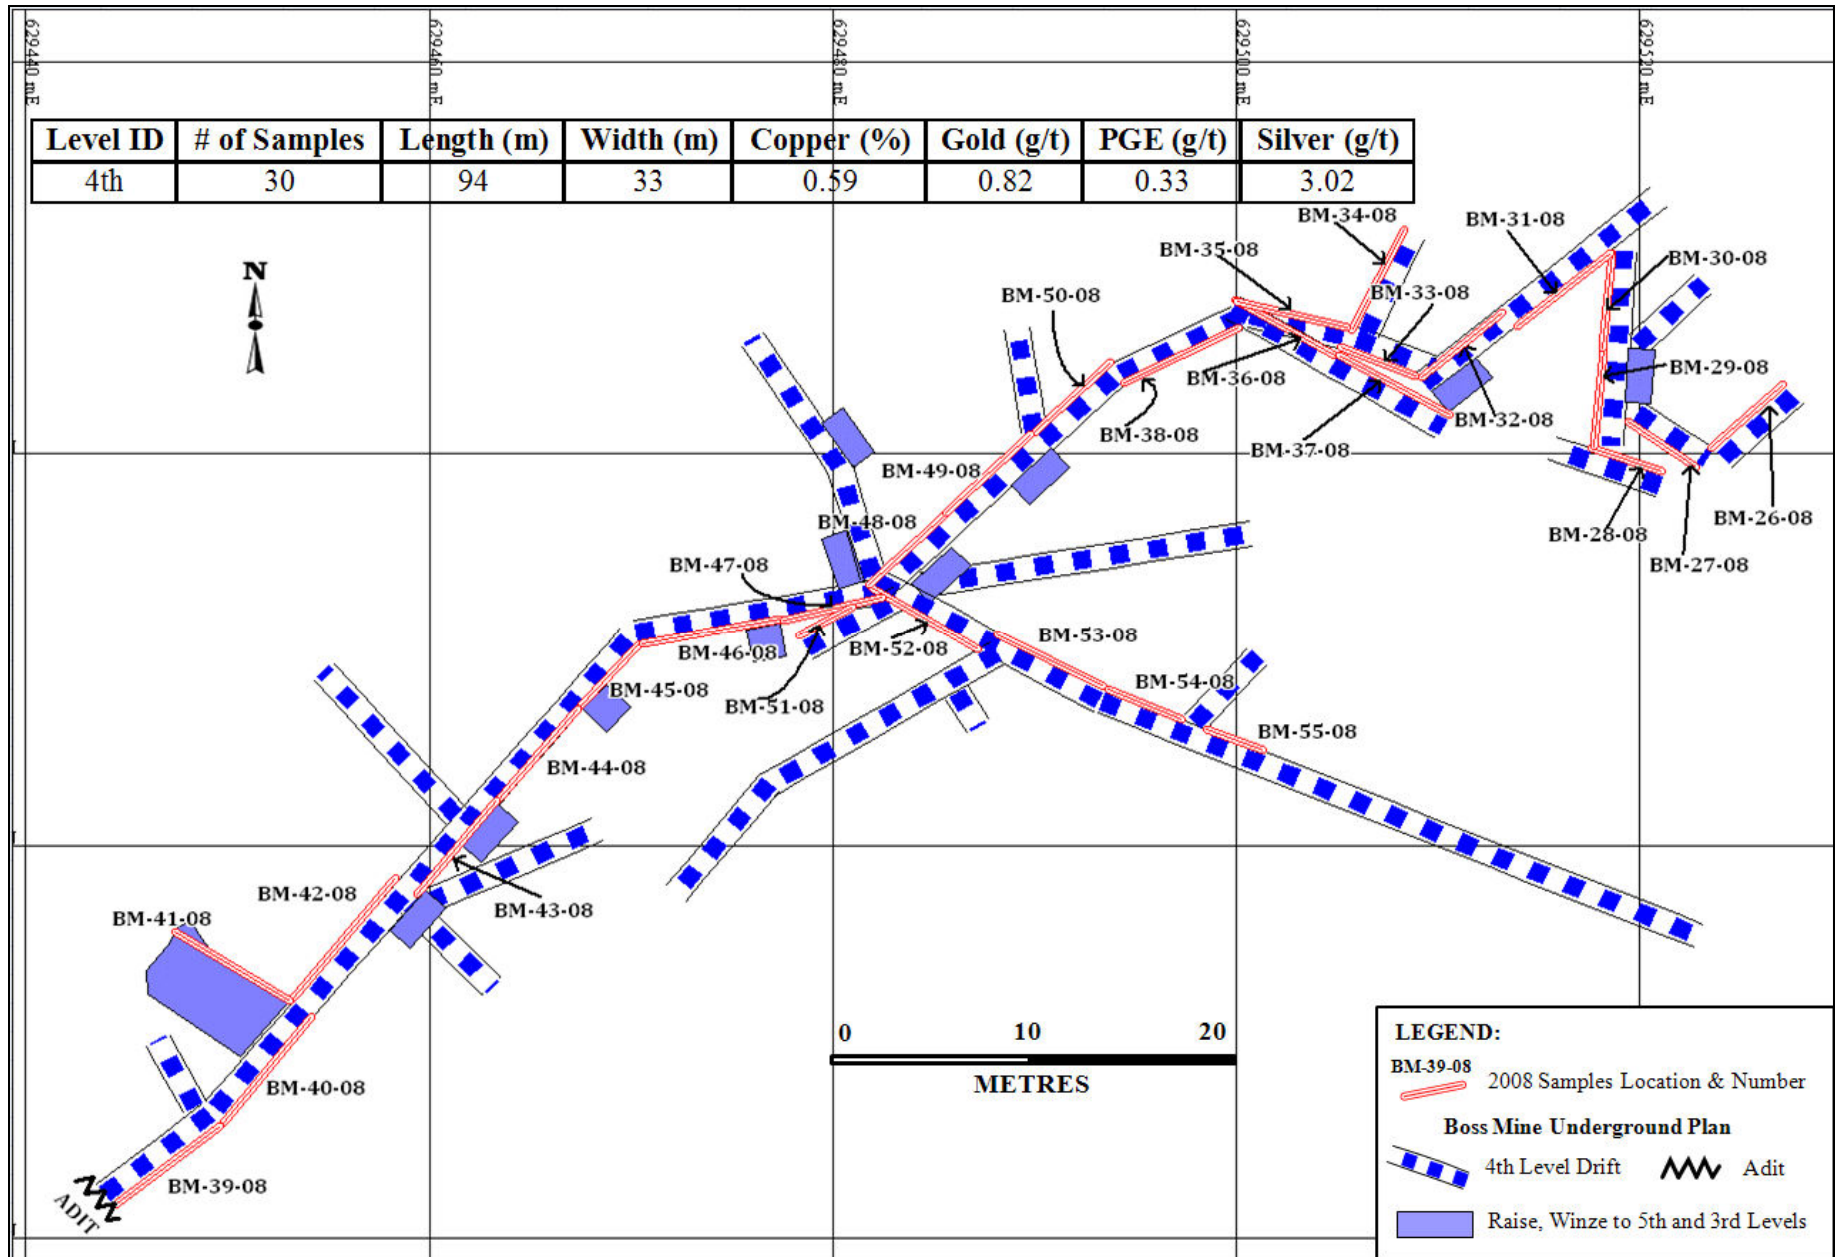 629440 mE
629460 mE
629480 mE
629500 mE
629520 mE
Level ID # of Samples Length (m) Width (m) Copper (%) Gold (g/t) PGE (g/t) Silver (g/t)
4th 30 94 33 0.59 0.82 0.33 3.02
BM-34-08
BM-31-08
BM-35-08
BM-30-08
N
BM-50-08
BM-33-08
BM-29-08
BM-36-08
BM-32-08
BM-38-08
BM-37-08
BM-49-08
BM-26-08
BM-48-08
BM-28-08
BM-47-08
BM-27-08
BM-53-08
BM-46-08
BM-52-08
BM-54-08
BM-45-08
BM-51-08
BM-55-08
BM-44-08
BM-42-08
BM-43-08
BM-41-08
0 10 20
METRES
BM-40-08
BM-39-08
ADIT
LEGEND:
BM-39-08
2008 Samples Location & Number
Boss Mine Underground Plan
4th Level Drift Adit
Raise, Winze to 5th and 3rd Levels